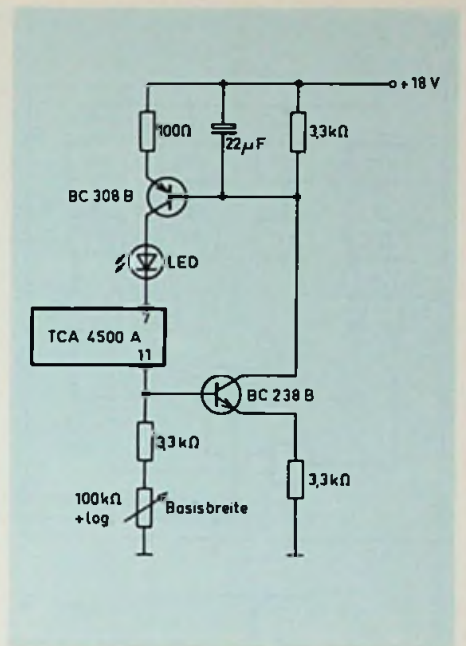 +18V
100Ω
22µF
3,3kΩ
BC 308 B
LED
7
TCA 4500 A
11
BC 238 B
3,3kΩ
3,3kΩ
100kΩ
+log
Basisbreite